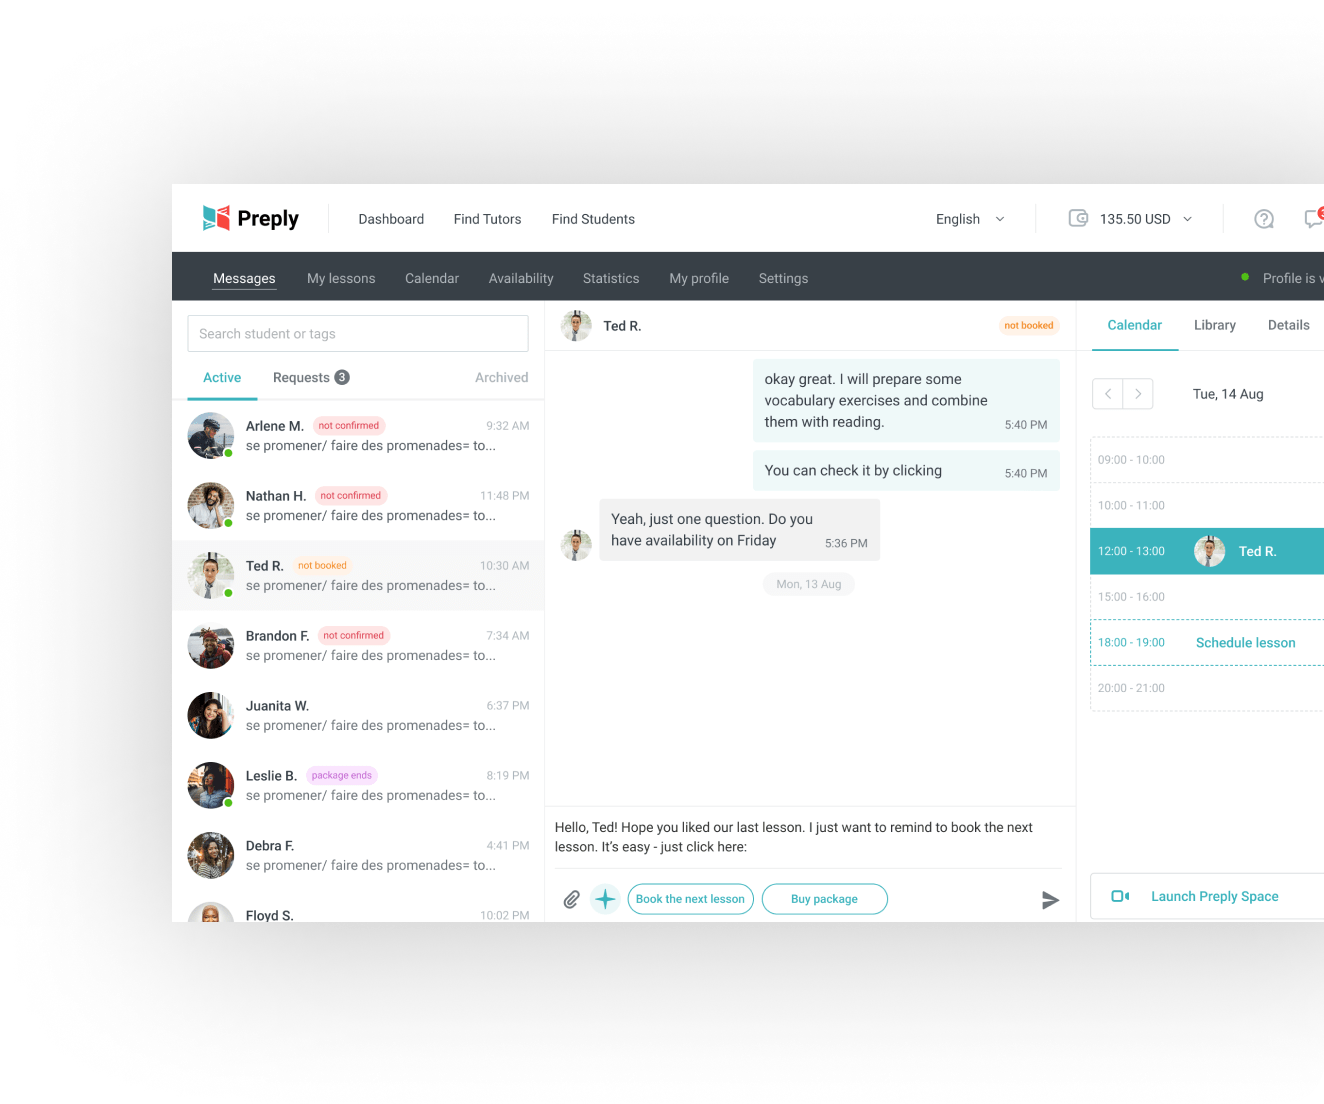 Preply
Dashboard
Find Tutors
Find Students
English
135.50 USD
3
Messages
My lessons
Calendar
Availability
Statistics
My profile
Settings
Profile is
Search student or tags
Active
Requests 3
Archived
Arlene M. not confirmed 9:32 AM
se promener/ faire des promenades= to...
Nathan H. not confirmed 11:48 PM
se promener/ faire des promenades= to...
Ted R. not booked 10:30 AM
se promener/ faire des promenades= to...
Brandon F. not confirmed 7:34 AM
se promener/ faire des promenades= to...
Juanita W. 6:37 PM
se promener/ faire des promenades= to...
Leslie B. package ends 8:19 PM
se promener/ faire des promenades= to...
Debra F. 4:41 PM
se promener/ faire des promenades= to...
Floyd S. 10:02 PM
Ted R. not booked
okay great. I will prepare some
vocabulary exercises and combine
them with reading. 5:40 PM
You can check it by clicking 5:40 PM
Yeah, just one question. Do you
have availability on Friday 5:36 PM
Mon, 13 Aug
Hello, Ted! Hope you liked our last lesson. I just want to remind to book the next
lesson. It’s easy - just click here:
Book the next lesson
Buy package
Calendar
Library
Details
Tue, 14 Aug
09:00 - 10:00
10:00 - 11:00
12:00 - 13:00 Ted R.
15:00 - 16:00
18:00 - 19:00 Schedule lesson
20:00 - 21:00
Launch Preply Space